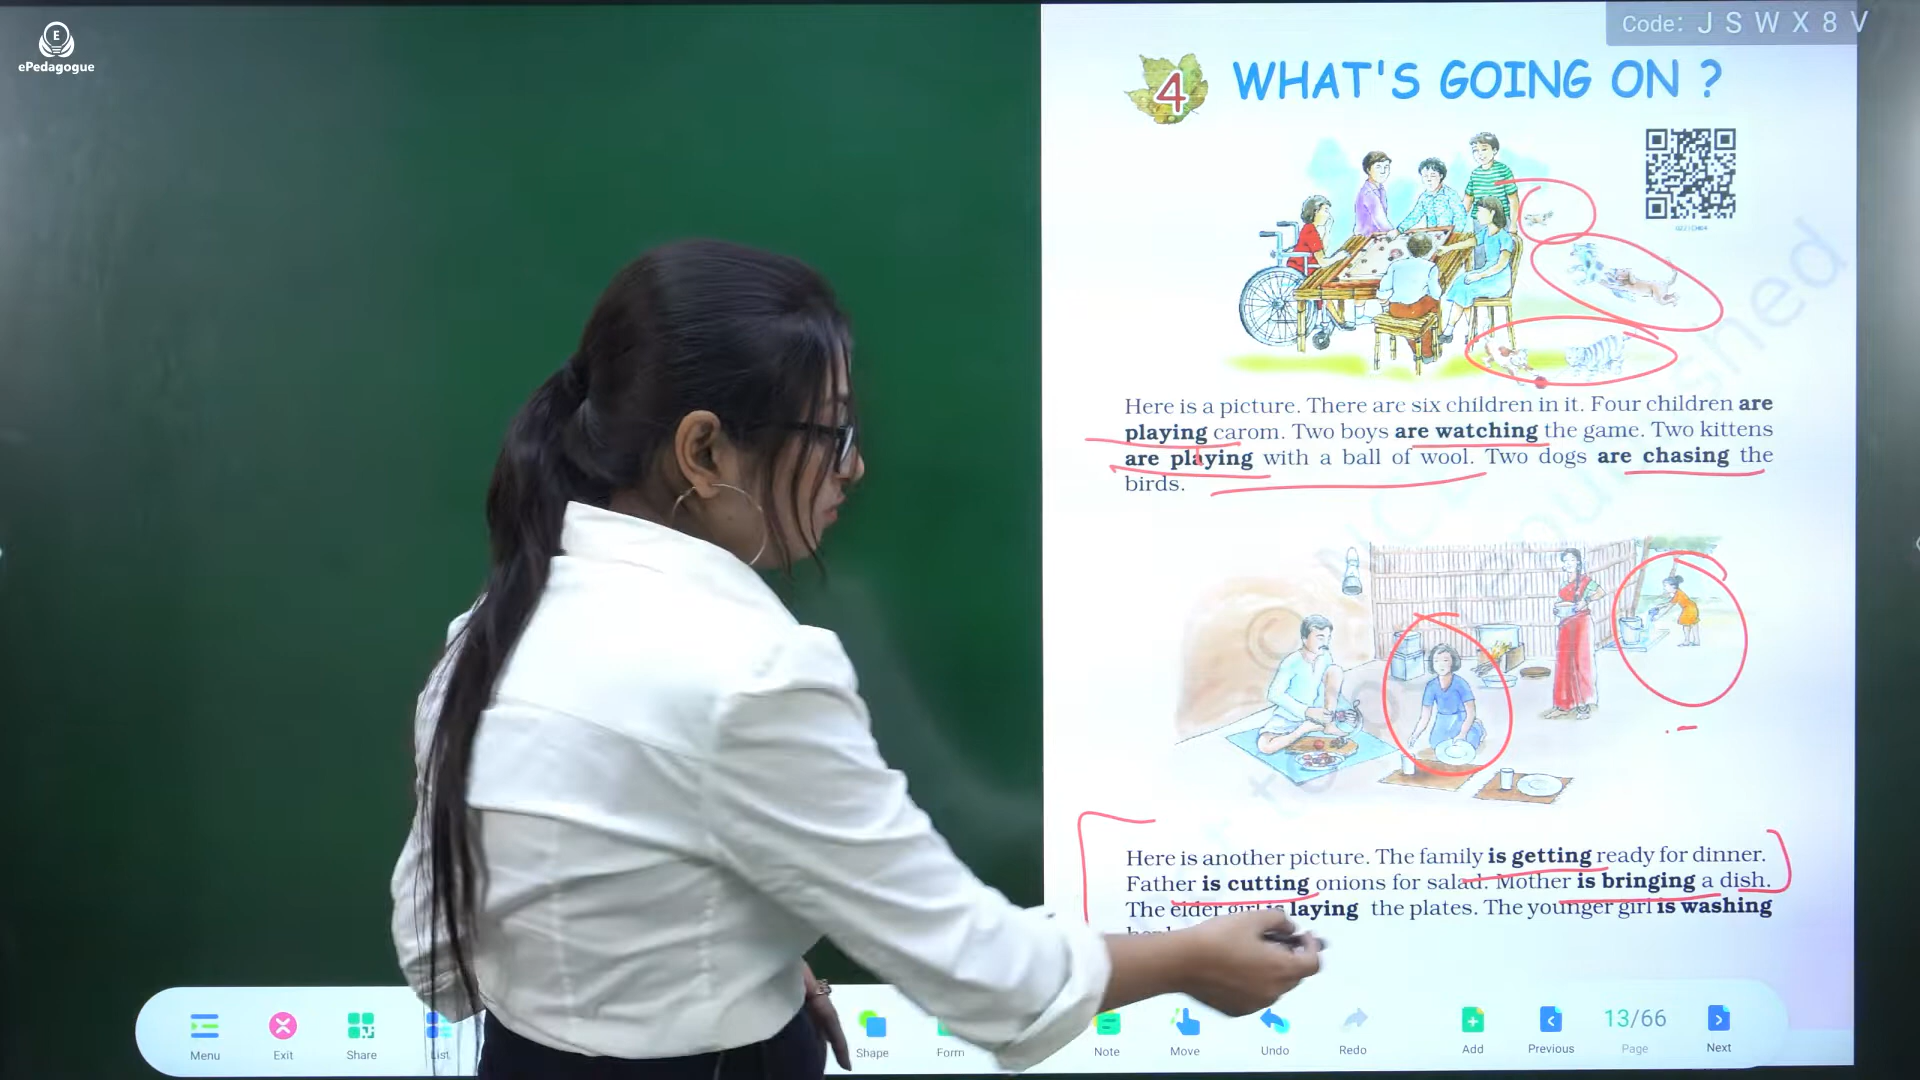 E
ePedagogue
Code: J S W X 8 V
4 WHAT'S GOING ON ?
Here is a picture. There are six children in it. Four children are
playing carom. Two boys are watching the game. Two kittens
are playing with a ball of wool. Two dogs are chasing the
birds.
Here is another picture. The family is getting ready for dinner.
Father is cutting onions for salad. Mother is bringing a dish.
The elder girl is laying the plates. The younger girl is washing
Menu
Exit
Share
List
Shape
Form
Note
Move
Undo
Redo
Add
Previous
13/66
Page
Next